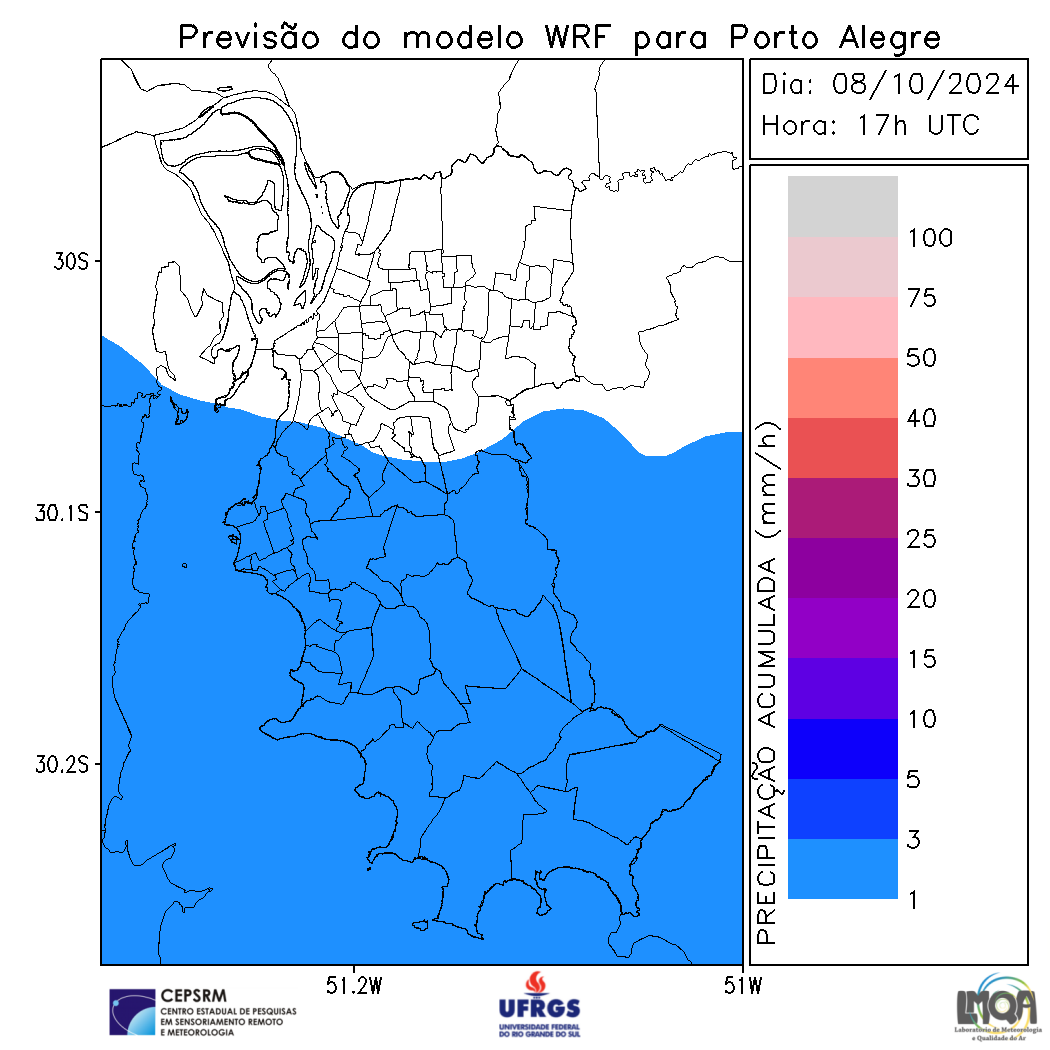 Previsão do modelo WRF para Porto Alegre
Dia: 08/10/2024
Hora: 17h UTC
30S
30.1S
30.2S
51.2W
51W
PRECIPITAÇÃO ACUMULADA (mm/h)
100
75
50
40
30
25
20
15
10
5
3
1
CEPSRM
CENTRO ESTADUAL DE PESQUISAS
EM SENSORIAMENTO REMOTO
E METEOROLOGIA
UFRGS
UNIVERSIDADE FEDERAL
DO RIO GRANDE DO SUL
LMQA
Laboratório de Meteorologia
e Qualidade do Ar